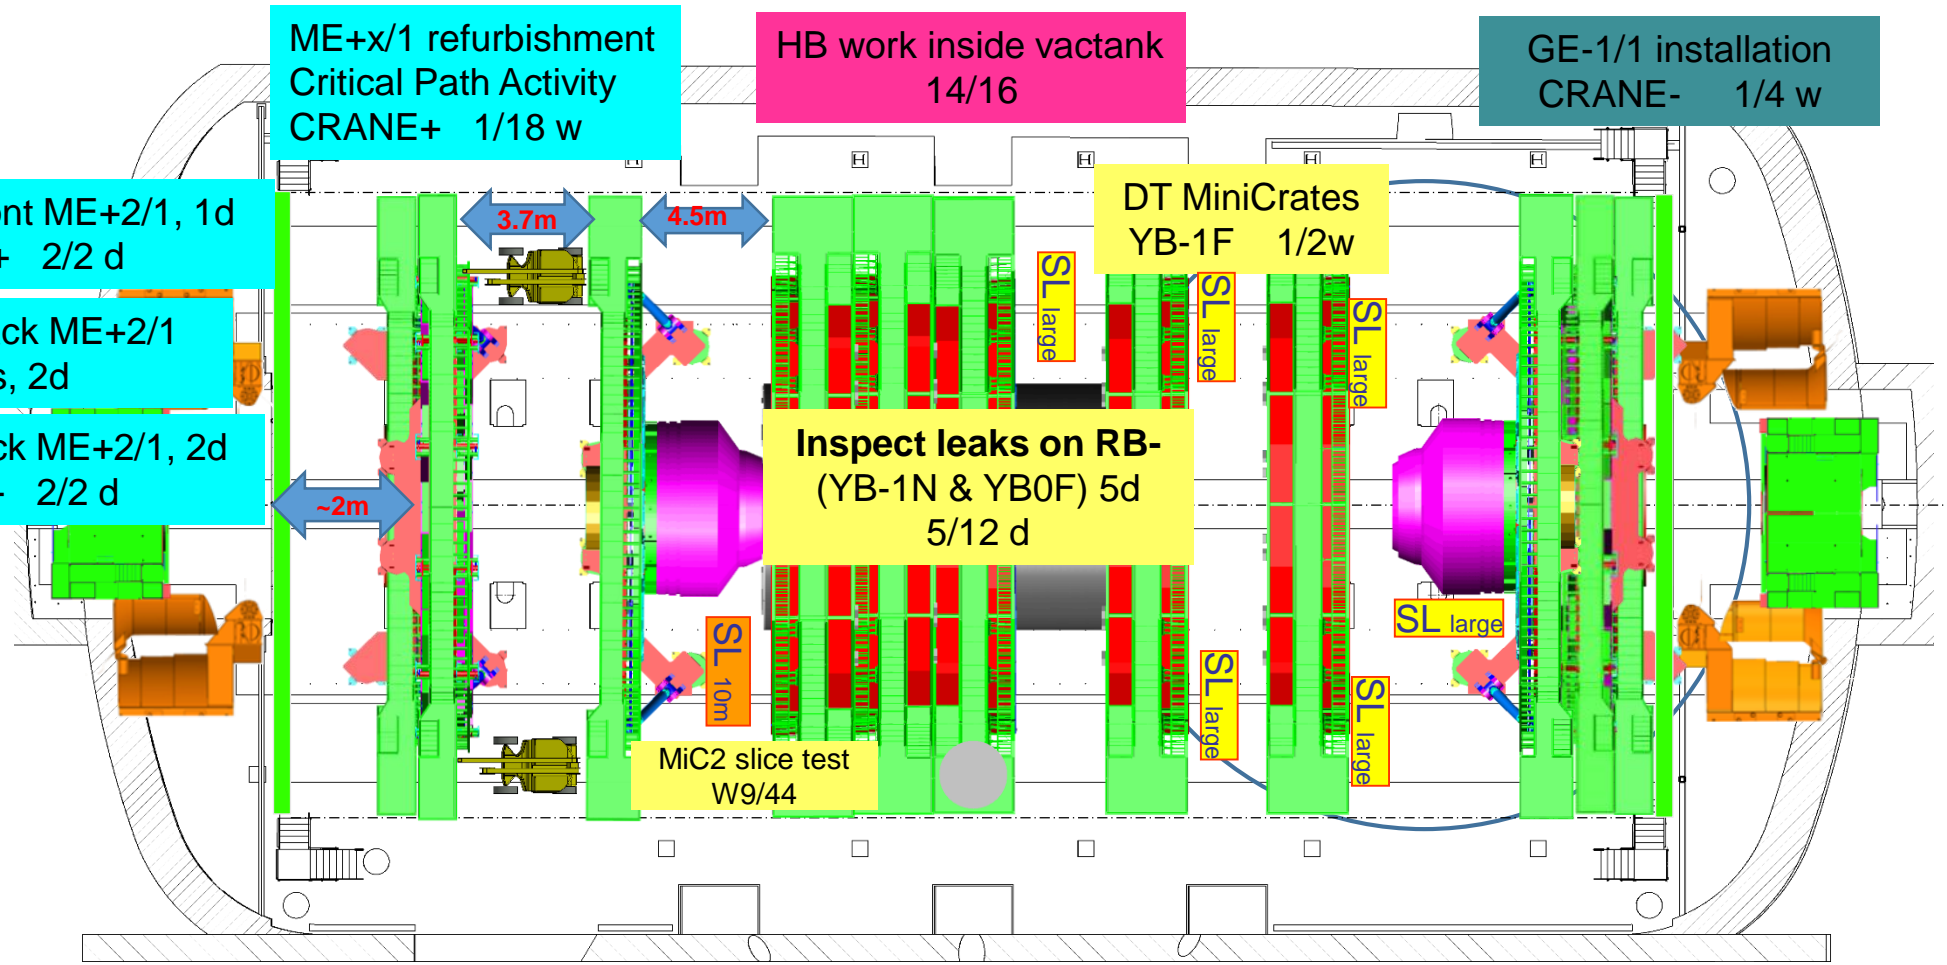 ME+x/1 refurbishment
Critical Path Activity
CRANE+ 1/18 w
HB work inside vactank
14/16
GE-1/1 installation
CRANE- 1/4 w
ME+2/1, 1d
+ 2/2 d
ME+2/1
2d
ME+2/1, 2d
2/2 d
3.7m
4.5m
~2m
DT MiniCrates
YB-1F 1/2w
SL large
SL large
SL large
Inspect leaks on RB-
(YB-1N & YB0F) 5d
5/12 d
SL large
SL 10m
SL large
SL large
MiC2 slice test
W9/44
H
H
H
H
H